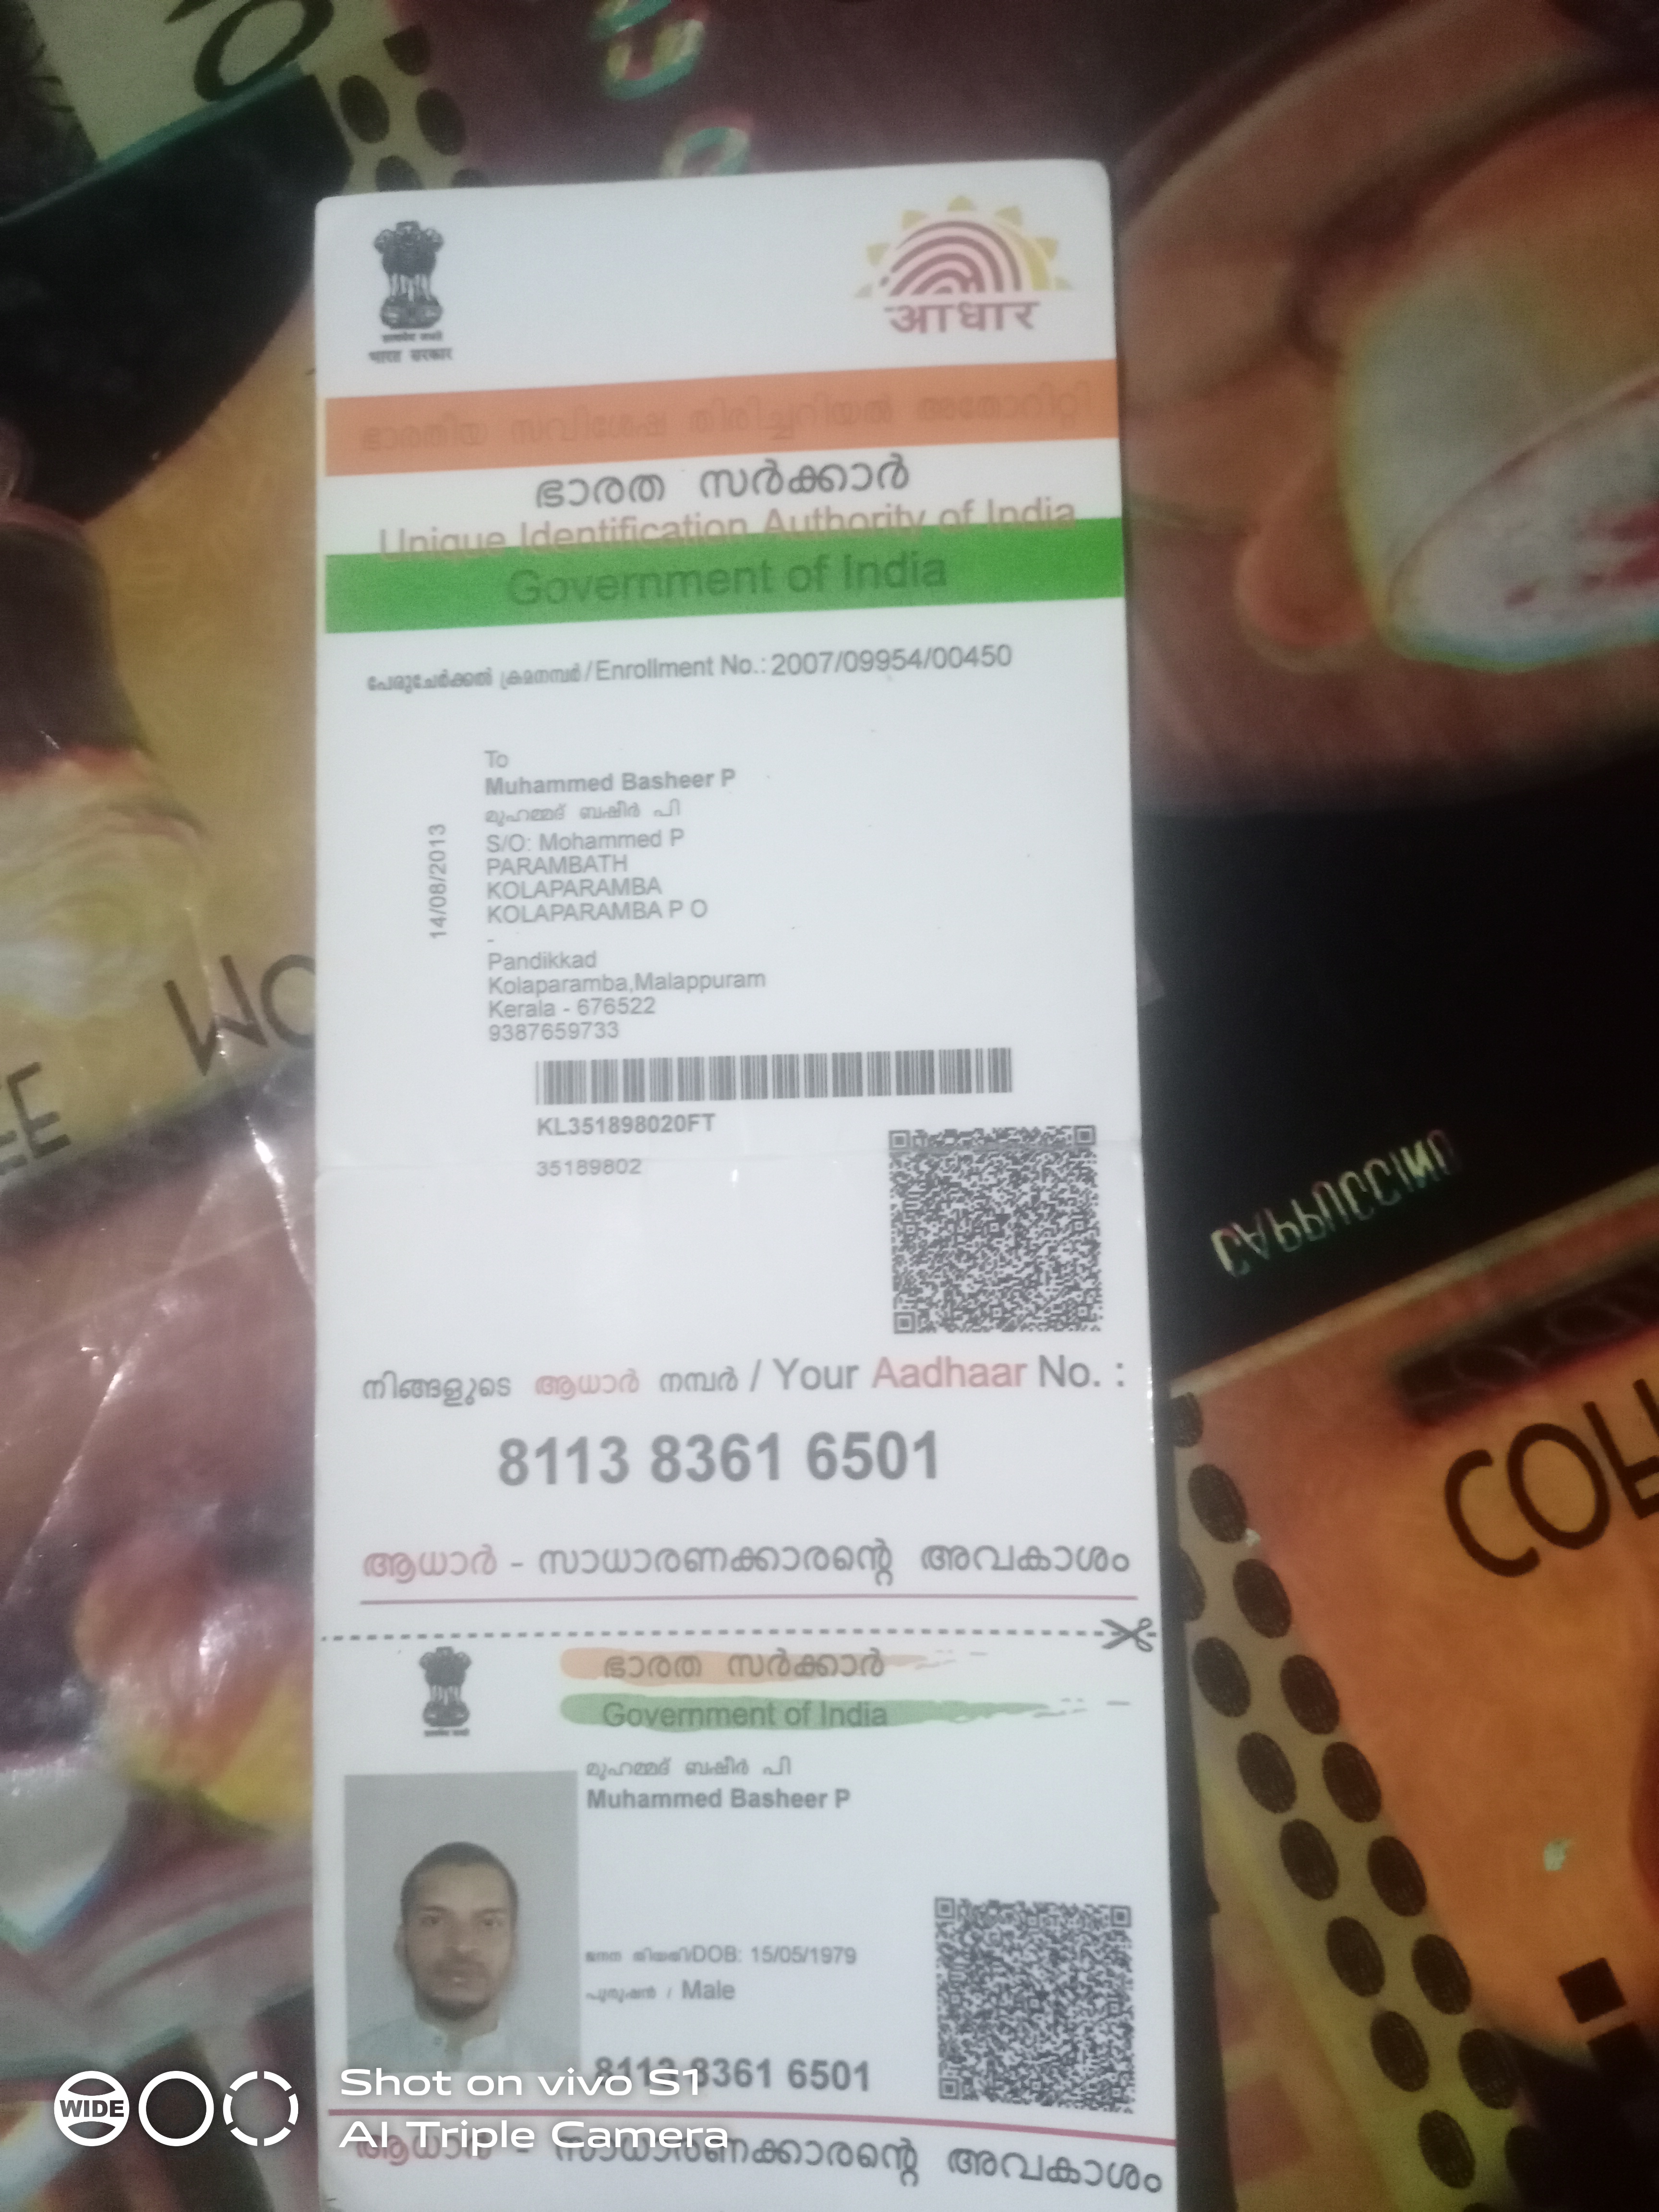 भारत सरकार
आधार
ഭാരതീയ സവിശേഷ തിരിച്ചറിയൽ അതോറിറ്റി
ഭാരത സർക്കാർ
Unique Identification Authority of India
Government of India
പേരുചേർക്കൽ ക്രമനമ്പർ / Enrollment No.: 2007/09954/00450
14/08/2013
To
Muhammed Basheer P
മുഹമ്മദ് ബഷീർ പി
S/O: Mohammed P
PARAMBATH
KOLAPARAMBA
KOLAPARAMBA P O
-
Pandikkad
Kolaparamba,Malappuram
Kerala - 676522
9387659733
KL351898020FT
35189802
നിങ്ങളുടെ ആധാർ നമ്പർ / Your Aadhaar No. :
8113 8361 6501
ആധാർ - സാധാരണക്കാരന്റെ അവകാശം
ഭാരത സർക്കാർ
Government of India
മുഹമ്മദ് ബഷീർ പി
Muhammed Basheer P
ജനന തിയതി/DOB: 15/05/1979
പുരുഷൻ / Male
8113 8361 6501
ആധാർ - സാധാരണക്കാരന്റെ അവകാശം
WIDE
Shot on vivo S1
AI Triple Camera
CAPPUCCINO